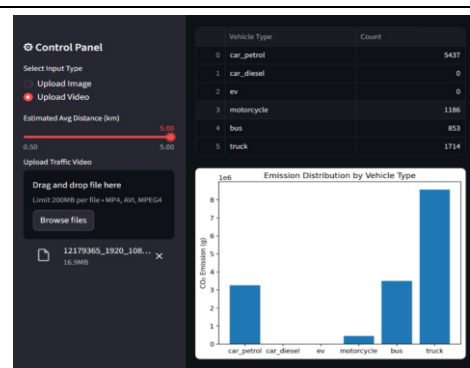 Control Panel
Select Input Type
Upload Image
Upload Video
Estimated Avg Distance (km)
5.00
0.50 5.00
Upload Traffic Video
Drag and drop file here
Limit 200MB per file • MP4, AVI, MPEG4
Browse files
12179365_1920_108...
16.9MB
Vehicle Type Count
0 car_petrol 5437
1 car_diesel 0
2 ev 0
3 motorcycle 1186
4 bus 853
5 truck 1714
Emission Distribution by Vehicle Type
1e6
CO₂ Emission (g)
8
7
6
5
4
3
2
1
0
car_petrol car_diesel ev motorcycle bus truck